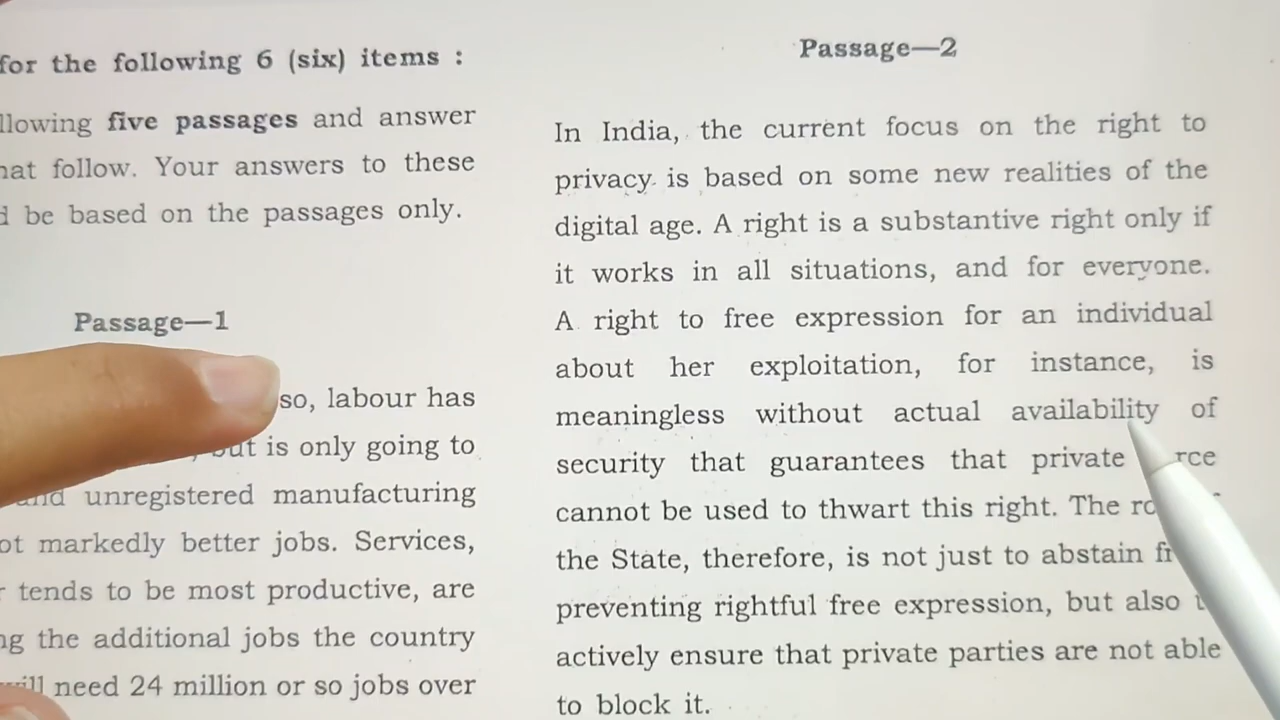 for the following 6 (six) items :
llowing five passages and answer
hat follow. Your answers to these
d be based on the passages only.
Passage—1
so, labour has
but is only going to
and unregistered manufacturing
ot markedly better jobs. Services,
r tends to be most productive, are
ng the additional jobs the country
will need 24 million or so jobs over
Passage—2
In India, the current focus on the right to
privacy is based on some new realities of the
digital age. A right is a substantive right only if
it works in all situations, and for everyone.
A right to free expression for an individual
about her exploitation, for instance, is
meaningless without actual availability of
security that guarantees that private
cannot be used to thwart this right. The
the State, therefore, is not just to abstain
preventing rightful free expression, but also
actively ensure that private parties are not able
to block it.